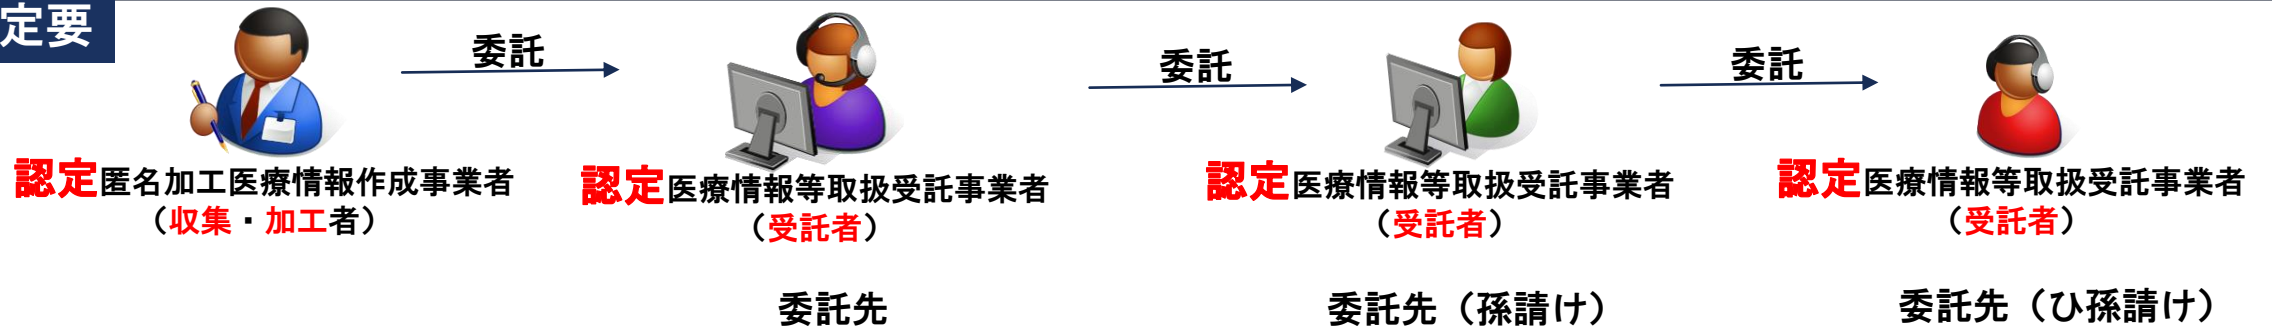 定要
委託
委託
委託
認定匿名加工医療情報作成事業者
（収集・加工者）
認定医療情報等取扱受託事業者
（受託者）
認定医療情報等取扱受託事業者
（受託者）
認定医療情報等取扱受託事業者
（受託者）
委託先
委託先（孫請け）
委託先（ひ孫請け）